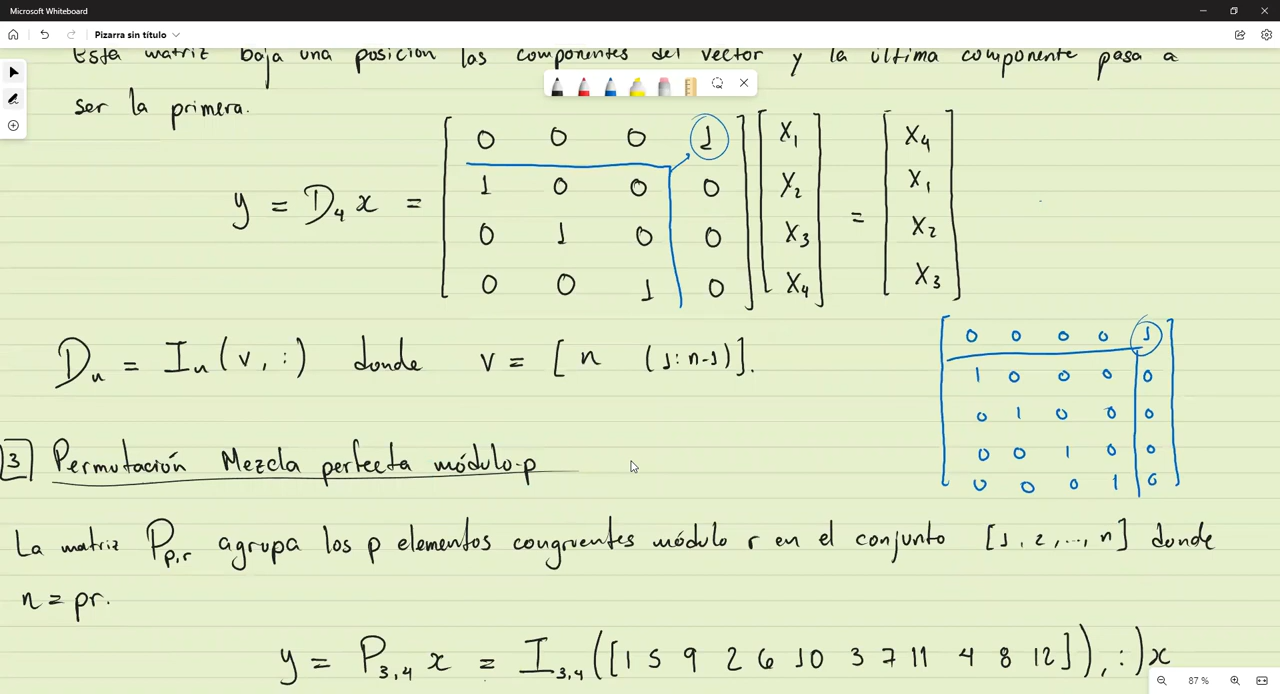 Microsoft Whiteboard
Pizarra sin título
Esta matriz baja una posición las componentes del vector y la última componente pasa a
ser la primera.
y = D₄ x = [ 0 0 0 1 ; 1 0 0 0 ; 0 1 0 0 ; 0 0 1 0 ] [ X₁ ; X₂ ; X₃ ; X₄ ] = [ X₄ ; X₁ ; X₂ ; X₃ ]
Dₙ = Iₙ(v, :) donde v = [ n (1:n-1) ].
0 0 0 0 1
1 0 0 0 0
0 1 0 0 0
0 0 1 0 0
0 0 0 1 0
3 Permutación Mezcla perfecta módulo-p
La matriz P_{p,r} agrupa los p elementos congruentes módulo r en el conjunto [1, 2, ..., n] donde
n = pr.
y = P_{3,4} x = I_{3,4}([1 5 9 2 6 10 3 7 11 4 8 12]), :)x
87 %